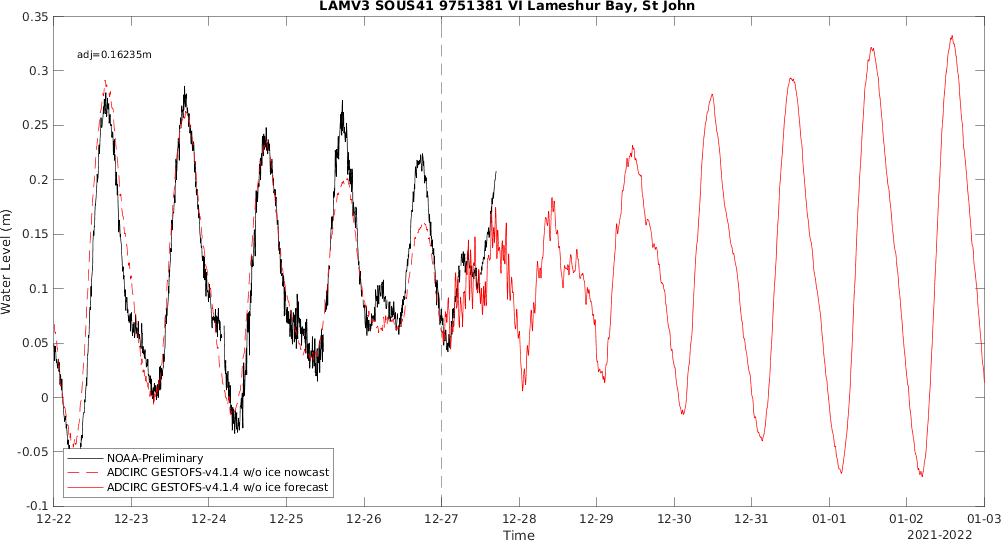 LAMV3 SOUS41 9751381 VI Lameshur Bay, St John
adj=0.16235m
0.35
0.3
0.25
0.2
0.15
0.1
0.05
0
-0.05
-0.1
Water Level (m)
NOAA-Preliminary
ADCIRC GESTOFS-v4.1.4 w/o ice nowcast
ADCIRC GESTOFS-v4.1.4 w/o ice forecast
12-22 12-23 12-24 12-25 12-26 12-27 12-28 12-29 12-30 12-31 01-01 01-02 01-03
Time
2021-2022